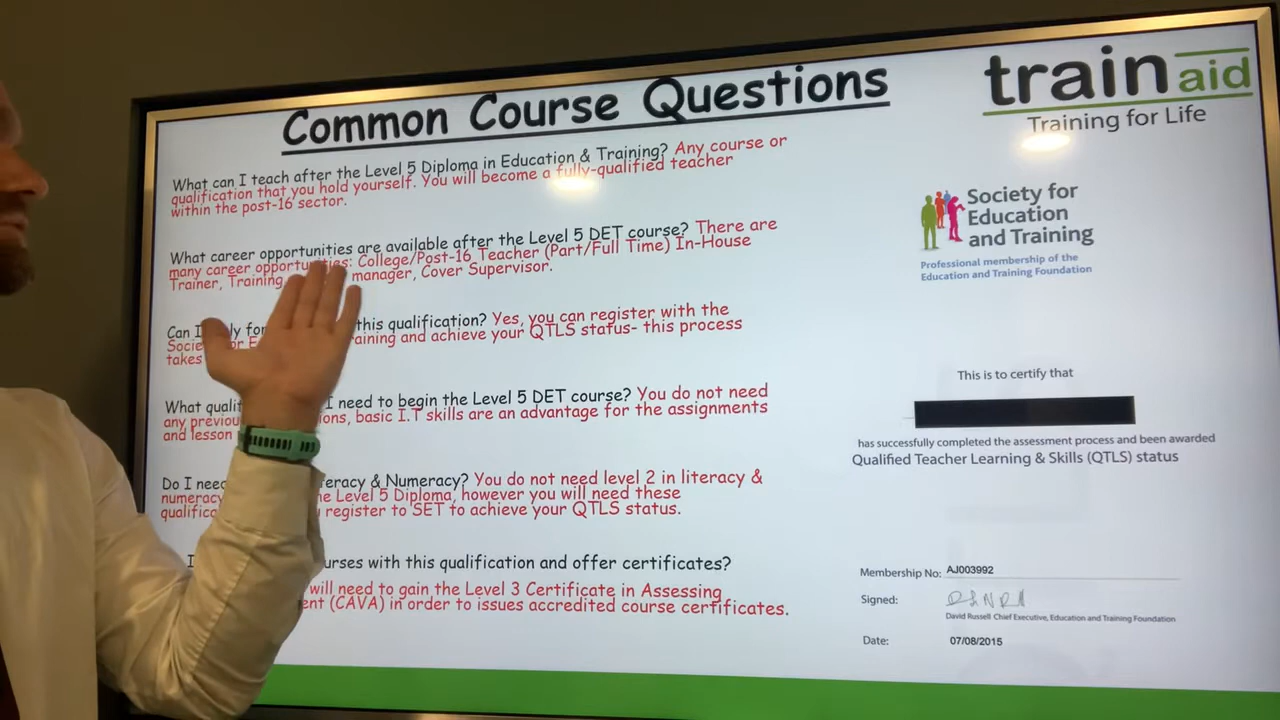 Common Course Questions
train aid
Training for Life
What can I teach after the Level 5 Diploma in Education & Training? Any course or
qualification that you hold yourself. You will become a fully-qualified teacher
within the post-16 sector.
What career opportunities are available after the Level 5 DET course? There are
many career opportunities: College/Post-16 Teacher (Part/Full Time) In-House
Trainer, Training manager, Cover Supervisor.
Can I this qualification? Yes, you can register with the
and achieve your QTLS status- this process
takes
What I need to begin the Level 5 DET course? You do not need
any basic I.T skills are an advantage for the assignments
and lesson
Do I & Numeracy? You do not need level 2 in literacy &
numeracy Level 5 Diploma, however you will need these
register to SET to achieve your QTLS status.
with this qualification and offer certificates?
will need to gain the Level 3 Certificate in Assessing
(CAVA) in order to issues accredited course certificates.
Society for
Education
and Training
Professional membership of the
Education and Training Foundation
This is to certify that
has successfully completed the assessment process and been awarded
Qualified Teacher Learning & Skills (QTLS) status
Membership No: AJ003992
Signed:
David Russell Chief Executive, Education and Training Foundation
Date: 07/08/2015